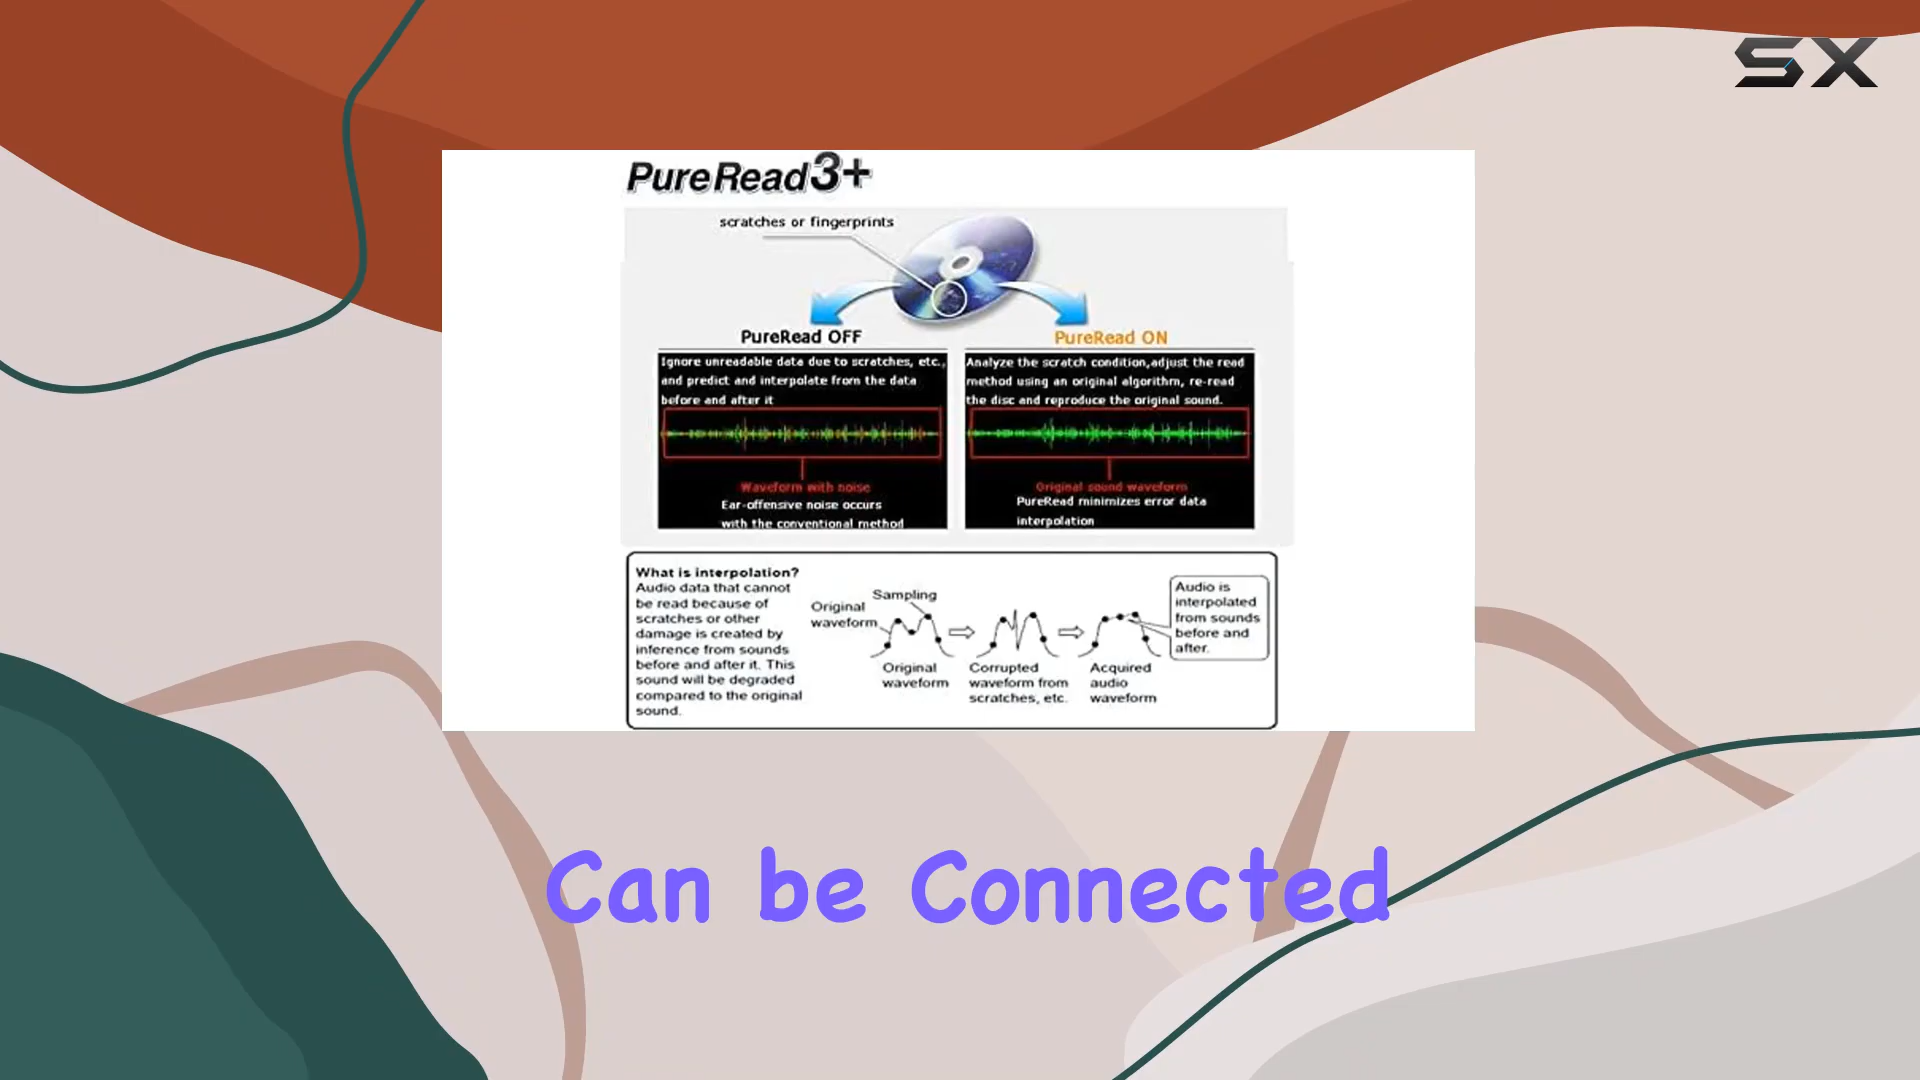 SX
PureRead3+
scratches or fingerprints
PureRead OFF
Ignore unreadable data due to scratches, etc.,
and predict and interpolate from the data
before and after it
Waveform with noise
Ear-offensive noise occurs
with the conventional method
PureRead ON
Analyze the scratch condition,adjust the read
method using an original algorithm, re-read
the disc and reproduce the original sound.
Original sound waveform
PureRead minimizes error data
interpolation
What is interpolation?
Audio data that cannot
be read because of
scratches or other
damage is created by
inference from sounds
before and after it. This
sound will be degraded
compared to the original
sound.
Original
waveform
Sampling
Original
waveform
Corrupted
waveform from
scratches, etc.
Acquired
audio
waveform
Audio is
interpolated
from sounds
before and
after.
Can be Connected